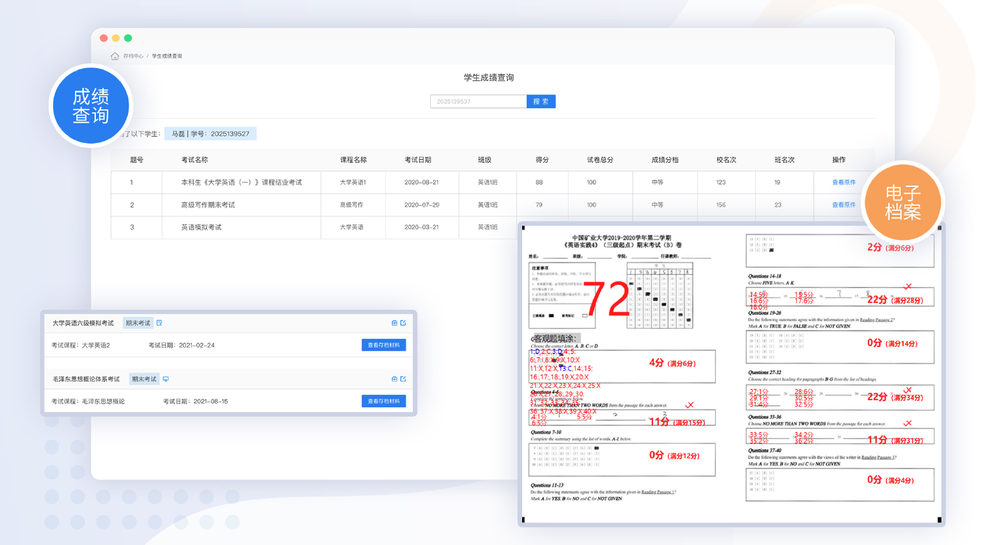 存档中心 / 学生成绩查询
成绩
查询
学生成绩查询
2025139537
搜 索
了以下学生: 马磊 | 学号: 2025139527
题号 考试名称 课程名称 考试日期 班级 得分 试卷总分 成绩分档 校名次 班名次 操作
1 本科生《大学英语（一）》课程结业考试 大学英语1 2020-08-21 英语1班 88 100 中等 123 19 查看原件
2 高级写作期末考试 高级写作 2020-07-29 英语1班 79 100 中等 156 23 查看原件
3 英语模拟考试 大学英语 2020-03-21 英语1班
电子
档案
大学英语六级模拟考试 期末考试
考试课程: 大学英语2 考试日期: 2021-02-24 查看存档材料
毛泽东思想概论体系考试 期末考试
考试课程: 毛泽东思想概论 考试日期: 2021-08-15 查看存档材料
中国矿业大学2019-2020学年第二学期
《英语实践4》（三级起点）期末考试（B）卷
姓名: 班级: 学院: 任课教师:
注意事项
学 号
1 2 3 4 5 6 7 8
正确填涂 缺考标记
72
客观题填涂:
Choose the correct letter, A, B, C or D.
1:D,2:C,3:D,4:,5:
6:,7:I,8:X,9:X,10:X
11:X,12:X,13:C,14:,15:
16:,17:,18:,19:X,20:X
21:X,22:X,23:X,24:X,25:X
4分 (满分6分)
Questions 4-6
Complete the sentences below.
Choose NO MORE THAN TWO WORDS from the passage for each answer.
36:,37:X,38:X,39:X,40:X
4:1分 5:5分
6:5分
11分 (满分15分)
Questions 7-10
Complete the summary using the list of words, A-I, below.
0分 (满分12分)
Questions 11-13
Do the following statements agree with the information given in Reading Passage 1?
Mark A for YES, B for NO and C for NOT GIVEN.
2分 (满分6分)
Questions 14-18
Choose FIVE letters, A-K.
14:5分 15:5分
16:6分 17:6分
18:0分
22分 (满分28分)
Questions 19-26
Do the following statements agree with the information given in Reading Passage 2?
Mark A for TRUE, B for FALSE and C for NOT GIVEN.
0分 (满分14分)
Questions 27-32
Choose the correct heading for paragraphs B-G from the list of headings.
27:1分 28:6分
29:1分 30:5分
31:4分 32:5分
22分 (满分34分)
Questions 33-36
Choose NO MORE THAN TWO WORDS from the passage for each answer.
33:5分 34:2分
35:2分 36:2分
11分 (满分31分)
Questions 37-40
Do the following statements agree with the views of the writer in Reading Passage 3?
Mark A for YES, B for NO and C for NOT GIVEN.
0分 (满分4分)